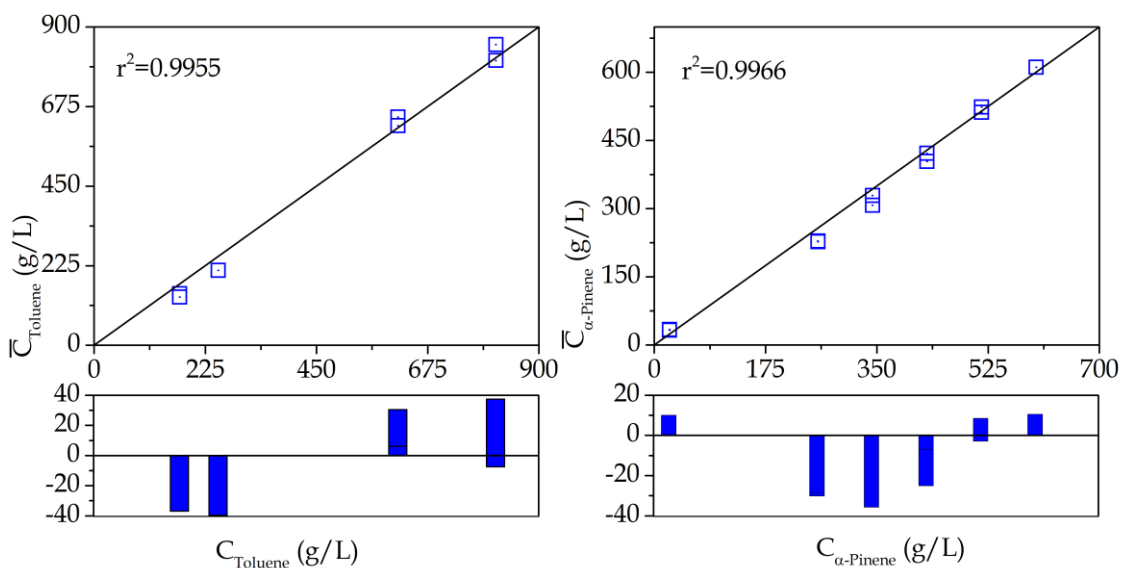 r²=0.9955
900
675
450
225
0
0 225 450 675 900
C̅Toluene (g/L)
40
20
0
-20
-40
CToluene (g/L)
r²=0.9966
600
450
300
150
0
0 175 350 525 700
C̅α-Pinene (g/L)
20
0
-20
-40
Cα-Pinene (g/L)